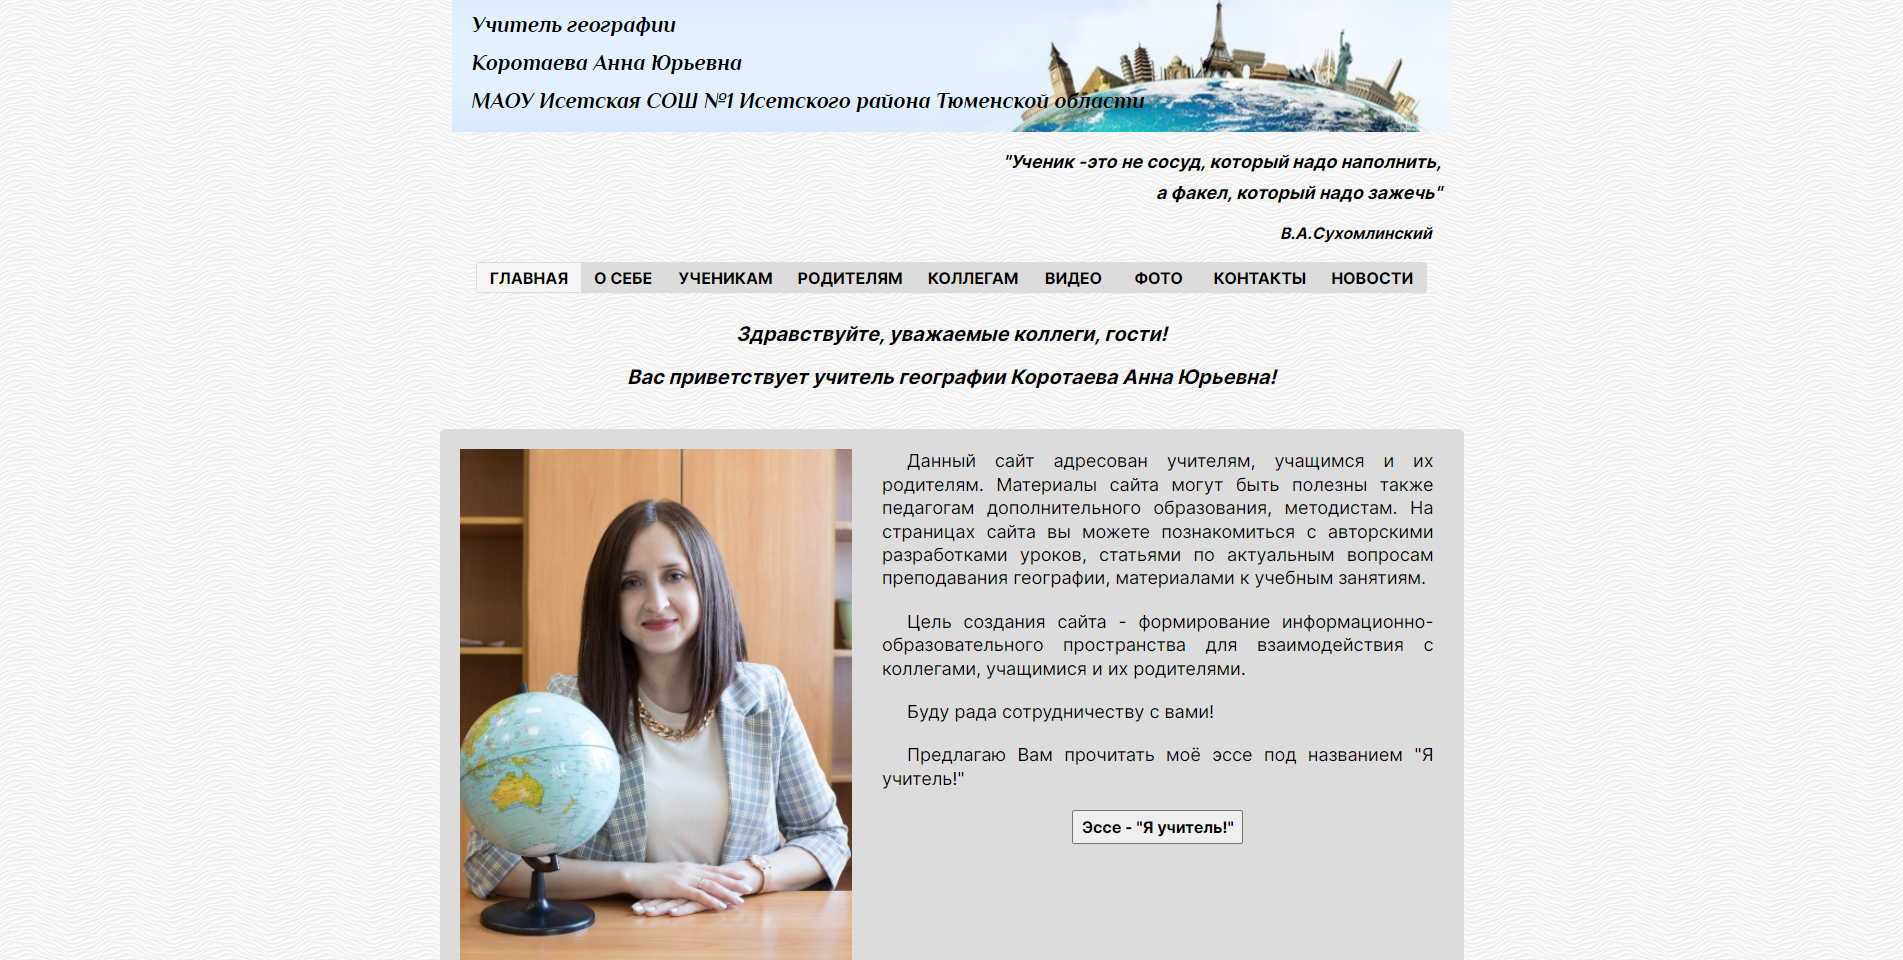 Учитель географии
Коротаева Анна Юрьевна
МАОУ Исетская СОШ №1 Исетского района Тюменской области
"Ученик -это не сосуд, который надо наполнить,
а факел, который надо зажечь"
В.А.Сухомлинский
ГЛАВНАЯ О СЕБЕ УЧЕНИКАМ РОДИТЕЛЯМ КОЛЛЕГАМ ВИДЕО ФОТО КОНТАКТЫ НОВОСТИ
Здравствуйте, уважаемые коллеги, гости!
Вас приветствует учитель географии Коротаева Анна Юрьевна!
Данный сайт адресован учителям, учащимся и их
родителям. Материалы сайта могут быть полезны также
педагогам дополнительного образования, методистам. На
страницах сайта вы можете познакомиться с авторскими
разработками уроков, статьями по актуальным вопросам
преподавания географии, материалами к учебным занятиям.
Цель создания сайта - формирование информационно-
образовательного пространства для взаимодействия с
коллегами, учащимися и их родителями.
Буду рада сотрудничеству с вами!
Предлагаю Вам прочитать моё эссе под названием "Я
учитель!"
Эссе - "Я учитель!"